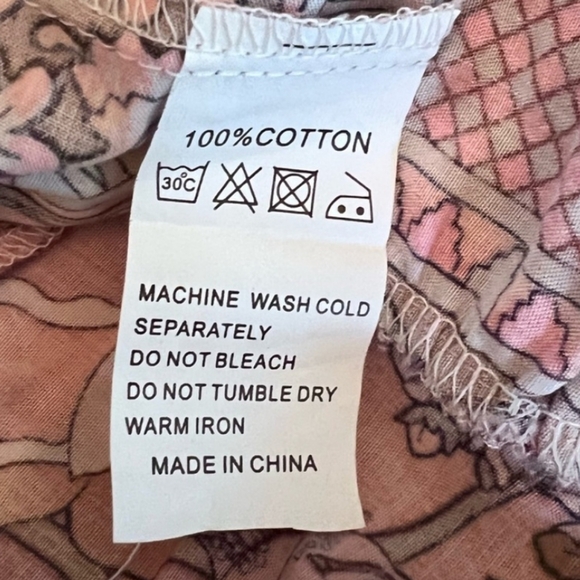 100%COTTON
30°C
MACHINE WASH COLD
SEPARATELY
DO NOT BLEACH
DO NOT TUMBLE DRY
WARM IRON
MADE IN CHINA